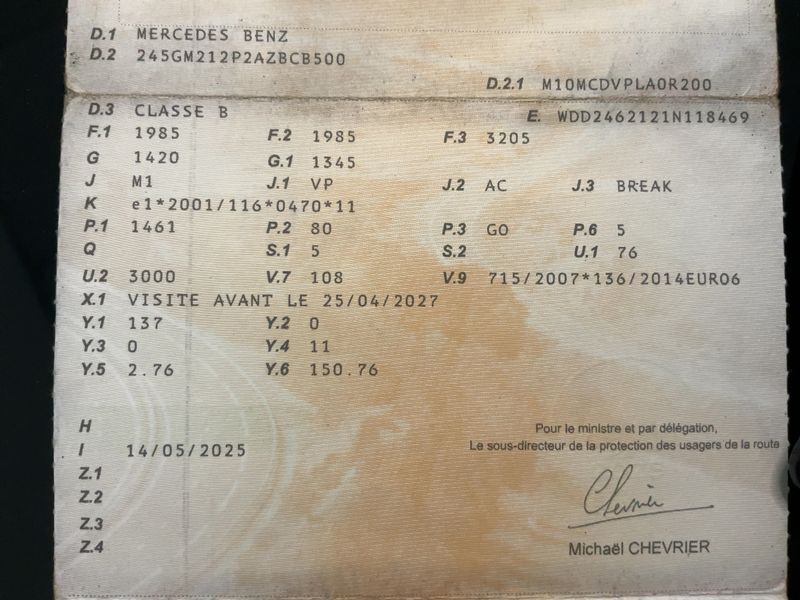 D.1 MERCEDES BENZ
D.2 245GM212P2AZBCB500
D.2.1 M10MCDVPLA0R200
D.3 CLASSE B E. WDD2462121N118469
F.1 1985 F.2 1985 F.3 3205
G 1420 G.1 1345
J M1 J.1 VP J.2 AC J.3 BREAK
K e1*2001/116*0470*11
P.1 1461 P.2 80 P.3 GO P.6 5
Q S.1 5 S.2 U.1 76
U.2 3000 V.7 108 V.9 715/2007*136/2014EURO6
X.1 VISITE AVANT LE 25/04/2027
Y.1 137 Y.2 0
Y.3 0 Y.4 11
Y.5 2.76 Y.6 150.76
H
I 14/05/2025
Z.1
Z.2
Z.3
Z.4
Pour le ministre et par délégation,
Le sous-directeur de la protection des usagers de la route
Chevrier
Michaël CHEVRIER